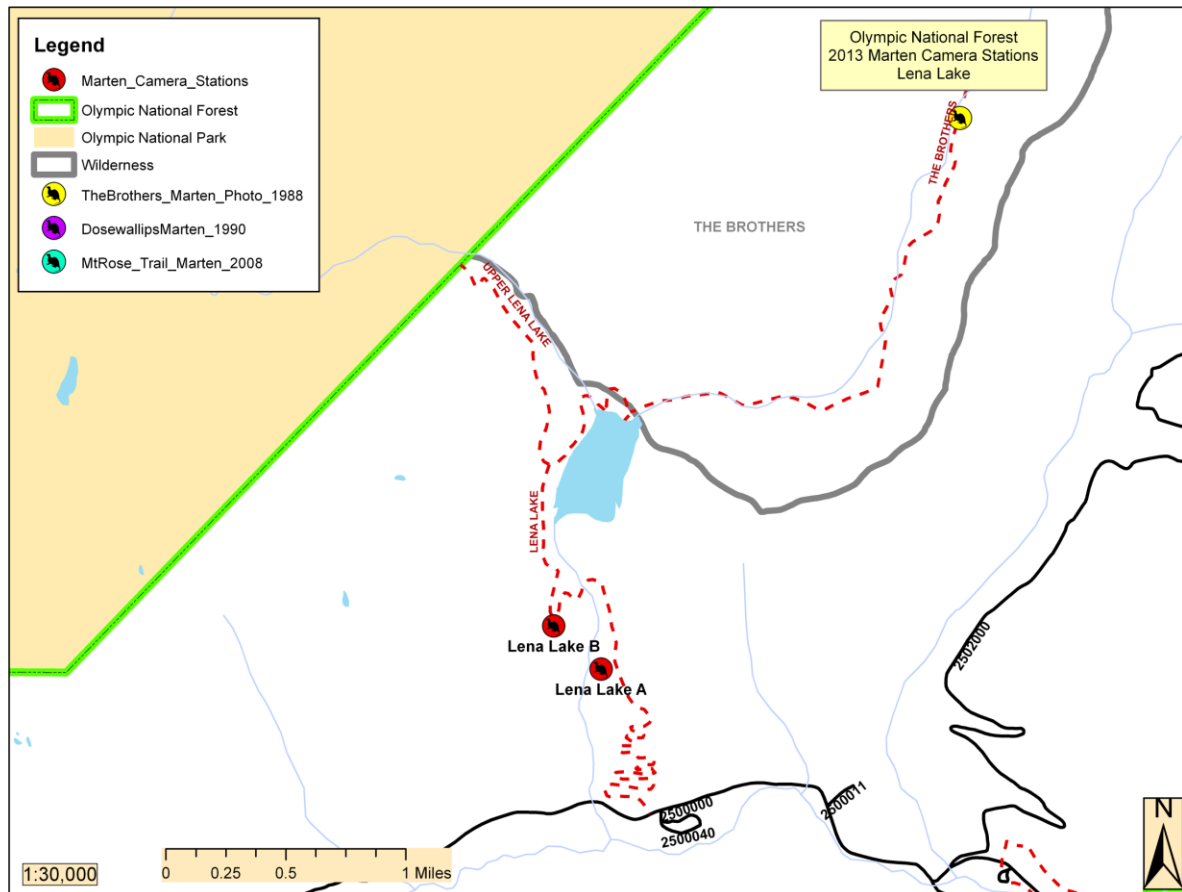 Legend
Marten_Camera_Stations
Olympic National Forest
Olympic National Park
Wilderness
TheBrothers_Marten_Photo_1988
DosewallipsMarten_1990
MtRose_Trail_Marten_2008
Olympic National Forest
2013 Marten Camera Stations
Lena Lake
THE BROTHERS
THE BROTHERS
UPPER LENA LAKE
LENA LAKE
Lena Lake B
Lena Lake A
2502000
2500000
2500040
2500011
N
1:30,000
0 0.25 0.5 1 Miles